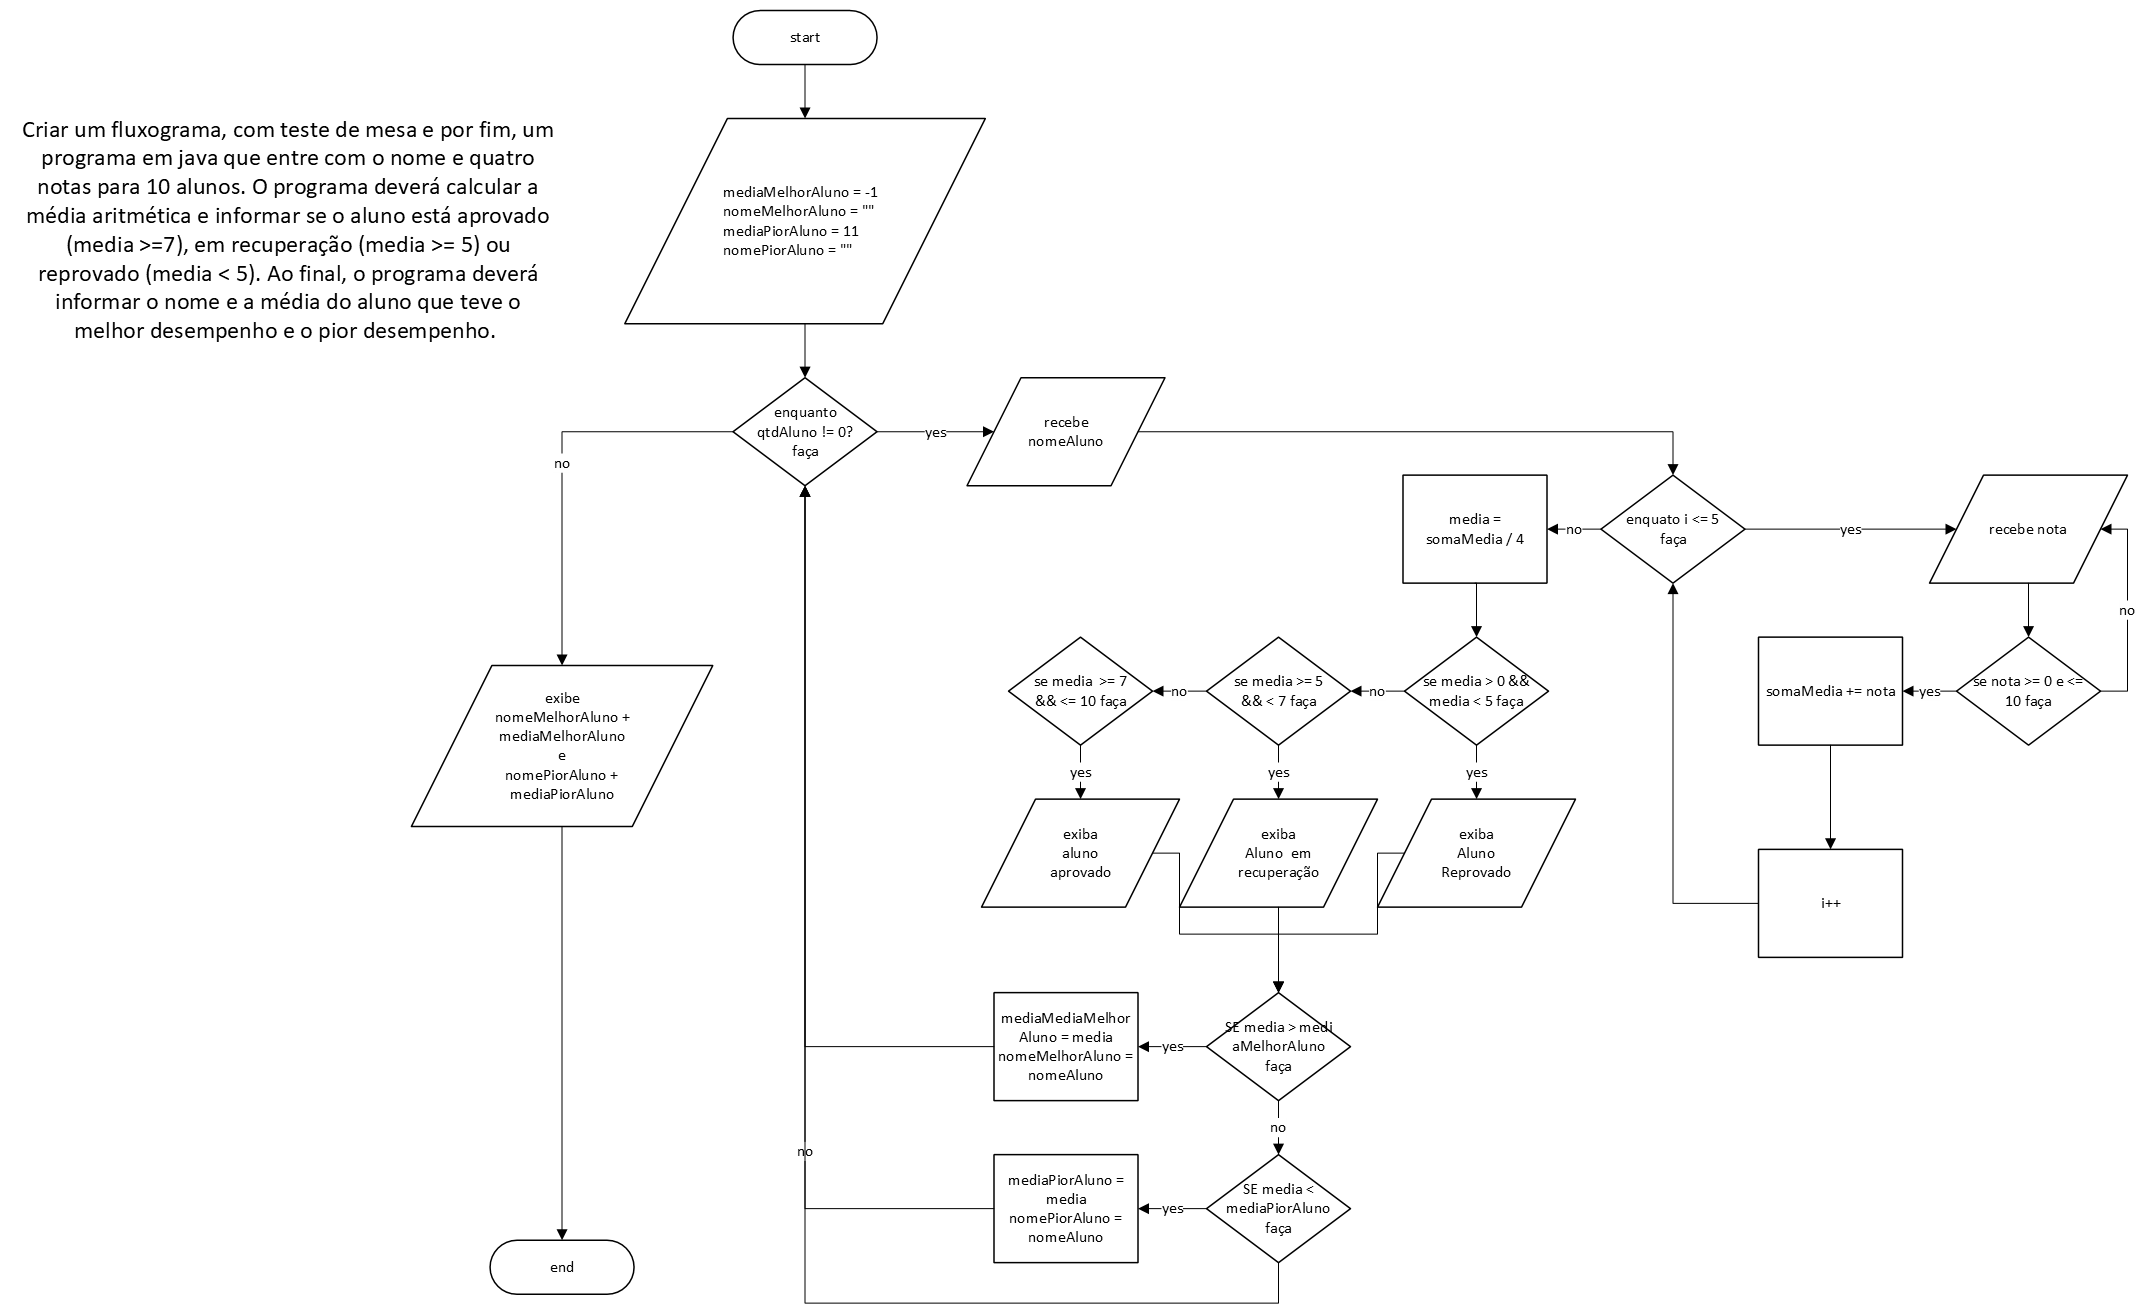 start
Criar um fluxograma, com teste de mesa e por fim, um
programa em java que entre com o nome e quatro
notas para 10 alunos. O programa deverá calcular a
média aritmética e informar se o aluno está aprovado
(media >=7), em recuperação (media >= 5) ou
reprovado (media < 5). Ao final, o programa deverá
informar o nome e a média do aluno que teve o
melhor desempenho e o pior desempenho.
mediaMelhorAluno = -1
nomeMelhorAluno = ""
mediaPiorAluno = 11
nomePiorAluno = ""
enquanto
qtdAluno != 0?
faça
yes
no
recebe
nomeAluno
enquato i <= 5
faça
no
yes
media =
somaMedia / 4
recebe nota
no
se nota >= 0 e <=
10 faça
yes
somaMedia += nota
i++
se media > 0 &&
media < 5 faça
no
se media >= 5
&& < 7 faça
no
se media >= 7
&& <= 10 faça
yes
yes
yes
exiba
aluno
aprovado
exiba
Aluno em
recuperação
exiba
Aluno
Reprovado
exibe
nomeMelhorAluno +
mediaMelhorAluno
e
nomePiorAluno +
mediaPiorAluno
SE media > medi
aMelhorAluno
faça
yes
mediaMediaMelhor
Aluno = media
nomeMelhorAluno =
nomeAluno
no
no
SE media <
mediaPiorAluno
faça
yes
mediaPiorAluno =
media
nomePiorAluno =
nomeAluno
end